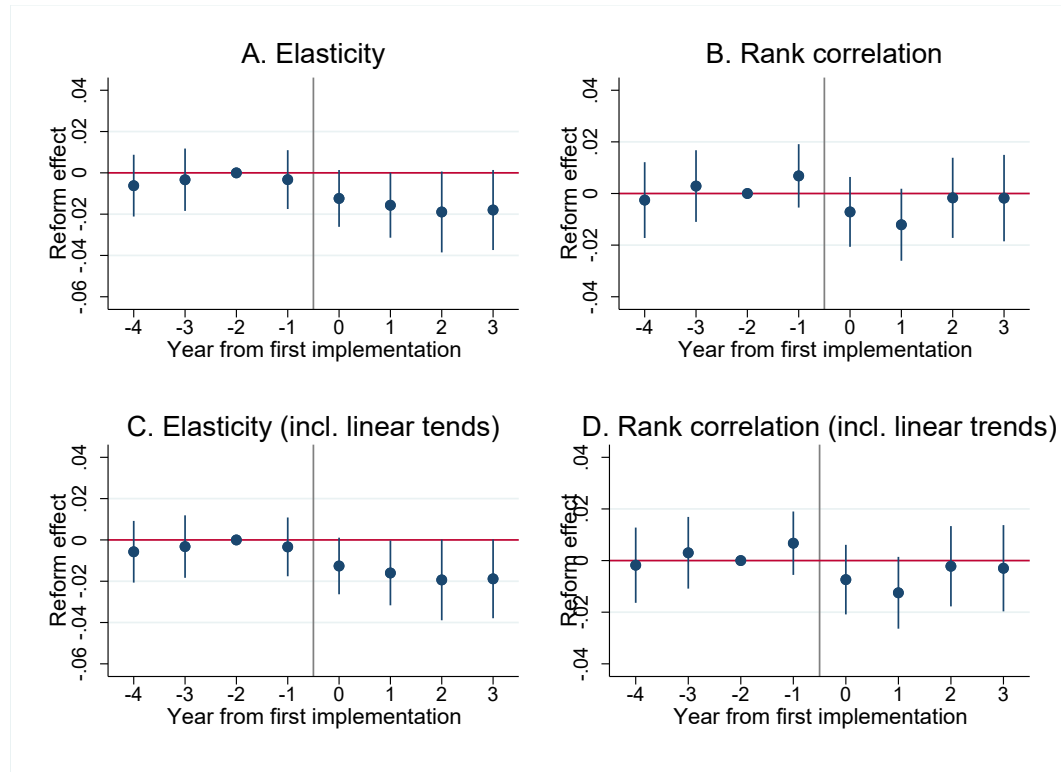 A. Elasticity
Reform effect
.04
.02
0
-.02
-.04
-.06
-4 -3 -2 -1 0 1 2 3
Year from first implementation
B. Rank correlation
Reform effect
.04
.02
0
-.02
-.04
-4 -3 -2 -1 0 1 2 3
Year from first implementation
C. Elasticity (incl. linear tends)
Reform effect
.04
.02
0
-.02
-.04
-.06
-4 -3 -2 -1 0 1 2 3
Year from first implementation
D. Rank correlation (incl. linear trends)
Reform effect
.04
.02
0
-.02
-.04
-4 -3 -2 -1 0 1 2 3
Year from first implementation